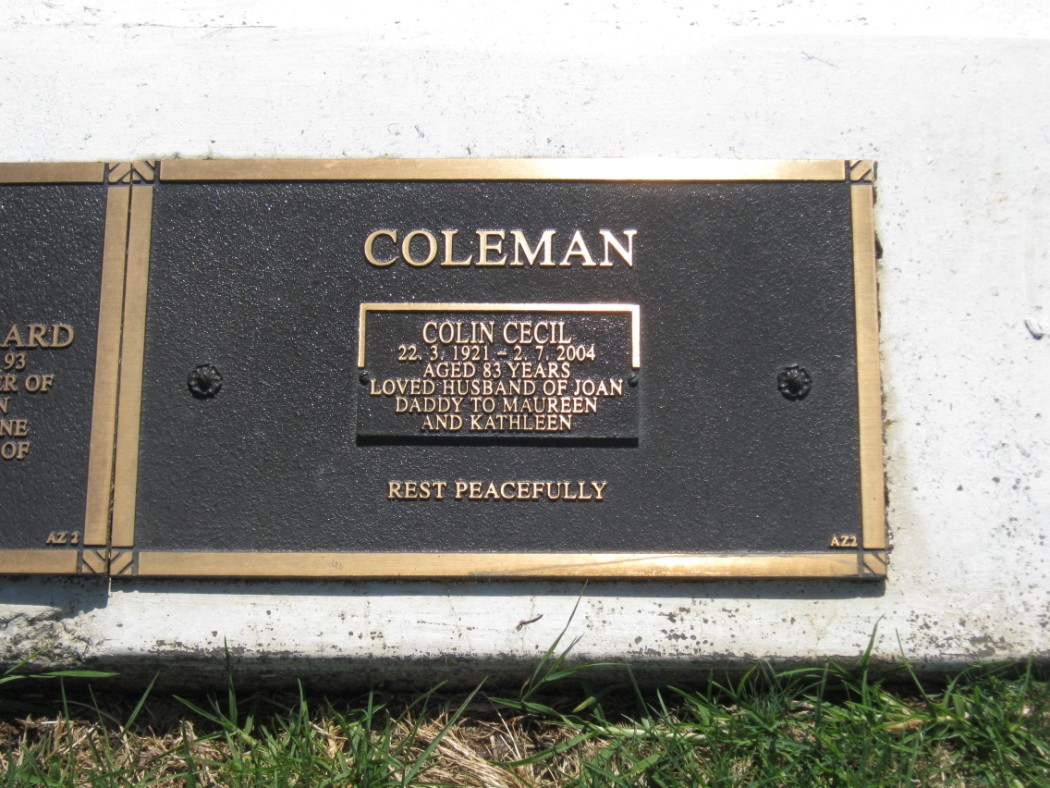 COLEMAN
COLIN CECIL
22. 3. 1921 - 2. 7. 2004
AGED 83 YEARS
LOVED HUSBAND OF JOAN
DADDY TO MAUREEN
AND KATHLEEN
REST PEACEFULLY
AZ2
ARD
93
ER OF
N
NE
OF
AZ 2